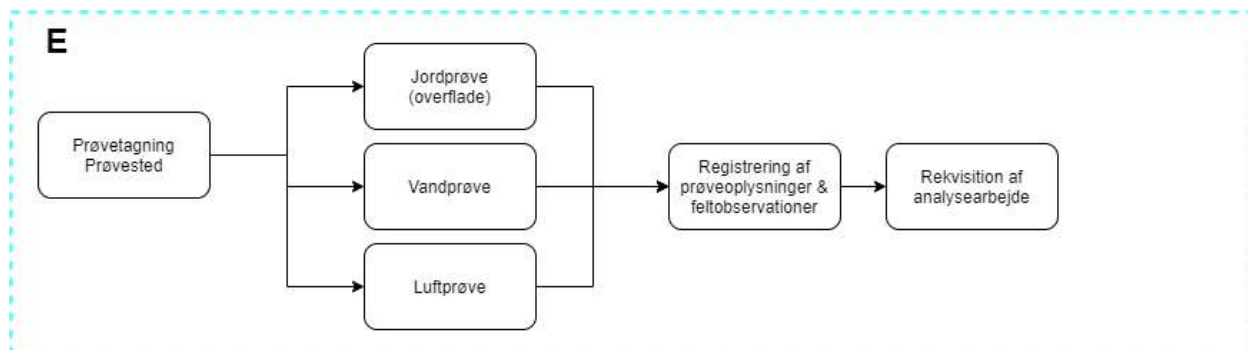 E
Prøvetagning
Prøvested
Jordprøve
(overflade)
Vandprøve
Luftprøve
Registrering af
prøveoplysninger &
feltobservationer
Rekvisition af
analysearbejde